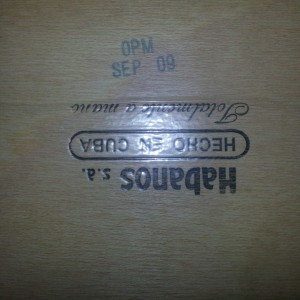 OPM
SEP 09
Habanos s.a.
HECHO EN CUBA
Totalmente a mano